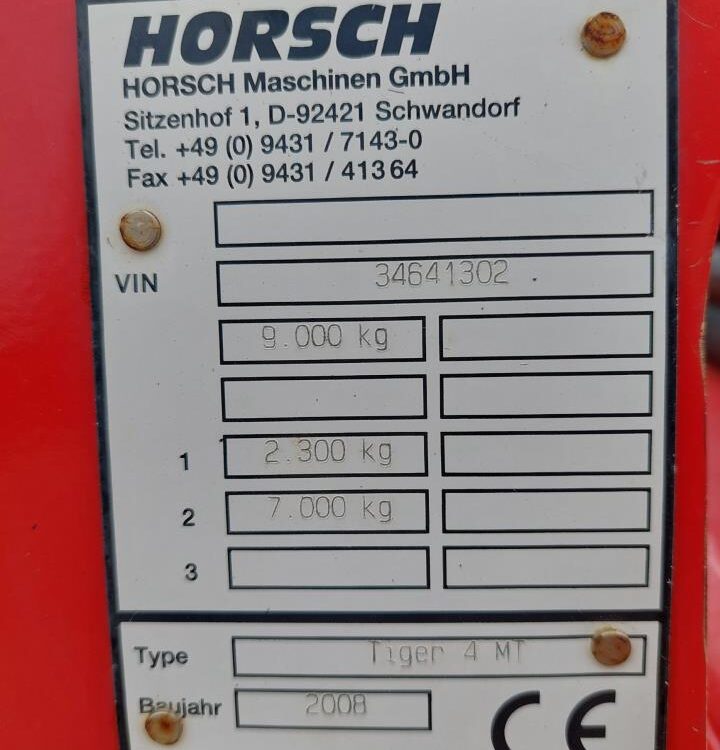 HORSCH
HORSCH Maschinen GmbH
Sitzenhof 1, D-92421 Schwandorf
Tel. +49 (0) 9431 / 7143-0
Fax +49 (0) 9431 / 41364
VIN 34641302 .
9.000 kg
1 2.300 kg
2 7.000 kg
3
Type Tiger 4 MT
Baujahr 2008 CE